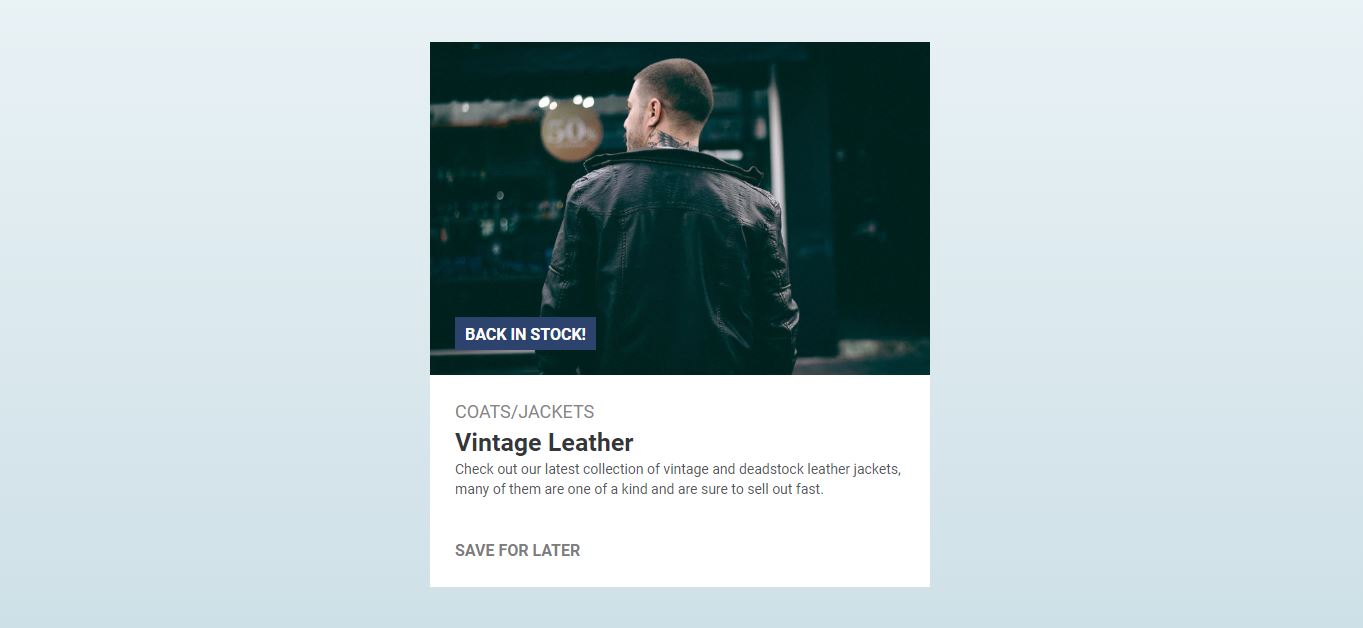 50%
BACK IN STOCK!
COATS/JACKETS
Vintage Leather
Check out our latest collection of vintage and deadstock leather jackets,
many of them are one of a kind and are sure to sell out fast.
SAVE FOR LATER